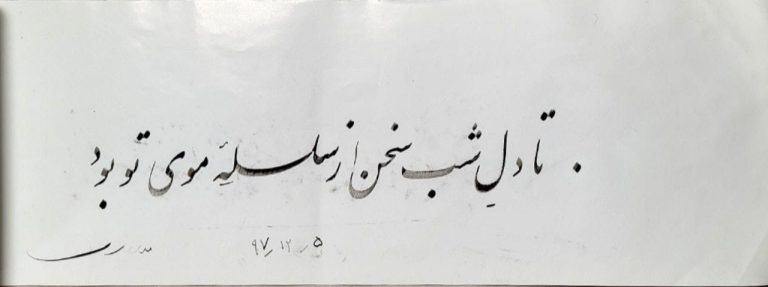 تا دلِ شب سخن از سلسلهٔ موی تو بود
۹۷٫۱۲٫۵